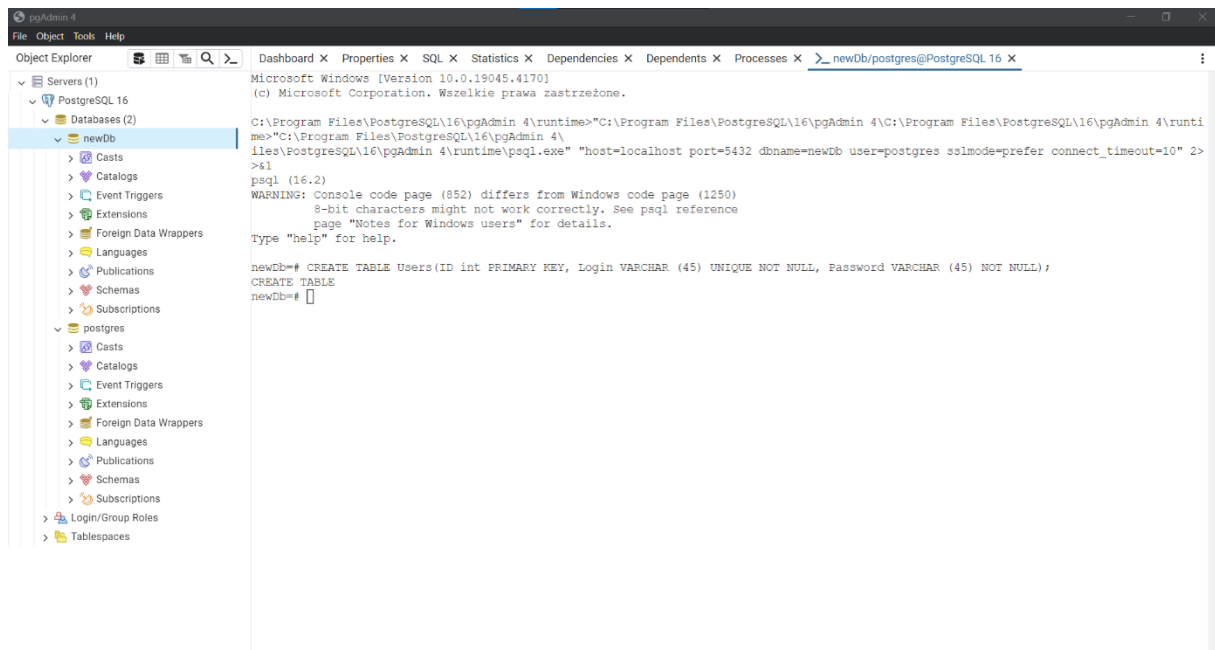 pgAdmin 4
File Object Tools Help
Object Explorer
Dashboard Properties SQL Statistics Dependencies Dependents Processes newDb/postgres@PostgreSQL 16
Servers (1)
PostgreSQL 16
Databases (2)
newDb
Casts
Catalogs
Event Triggers
Extensions
Foreign Data Wrappers
Languages
Publications
Schemas
Subscriptions
postgres
Casts
Catalogs
Event Triggers
Extensions
Foreign Data Wrappers
Languages
Publications
Schemas
Subscriptions
Login/Group Roles
Tablespaces
Microsoft Windows [Version 10.0.19045.4170]
(c) Microsoft Corporation. Wszelkie prawa zastrzeżone.
C:\Program Files\PostgreSQL\16\pgAdmin 4\runtime>"C:\Program Files\PostgreSQL\16\pgAdmin 4\C:\Program Files\PostgreSQL\16\pgAdmin 4\runti
me>"C:\Program Files\PostgreSQL\16\pgAdmin 4\
iles\PostgreSQL\16\pgAdmin 4\runtime\psql.exe" "host=localhost port=5432 dbname=newDb user=postgres sslmode=prefer connect_timeout=10" 2>
>&1
psql (16.2)
WARNING: Console code page (852) differs from Windows code page (1250)
8-bit characters might not work correctly. See psql reference
page "Notes for Windows users" for details.
Type "help" for help.
newDb=# CREATE TABLE Users(ID int PRIMARY KEY, Login VARCHAR (45) UNIQUE NOT NULL, Password VARCHAR (45) NOT NULL);
CREATE TABLE
newDb=#